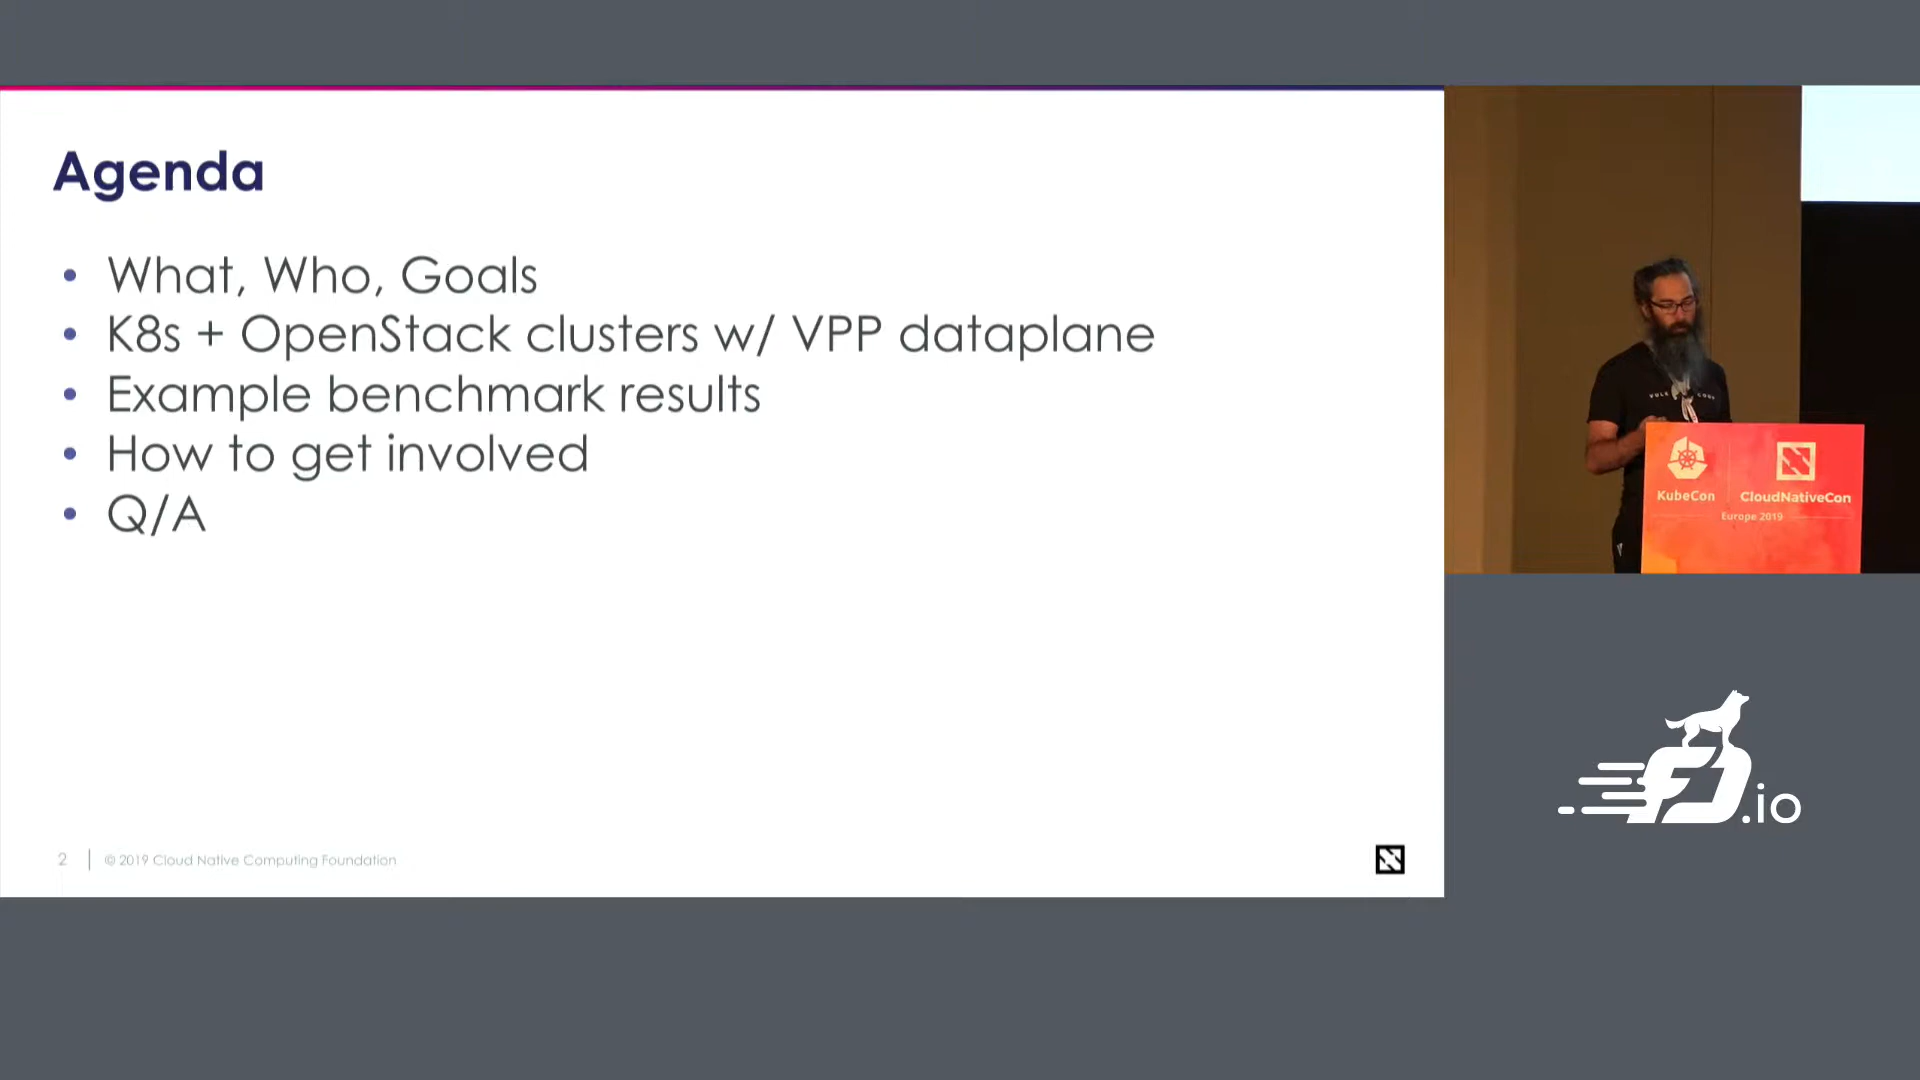 Agenda
• What, Who, Goals
• K8s + OpenStack clusters w/ VPP dataplane
• Example benchmark results
• How to get involved
• Q/A
2 | © 2019 Cloud Native Computing Foundation
KubeCon
CloudNativeCon
Europe 2019
FD.io